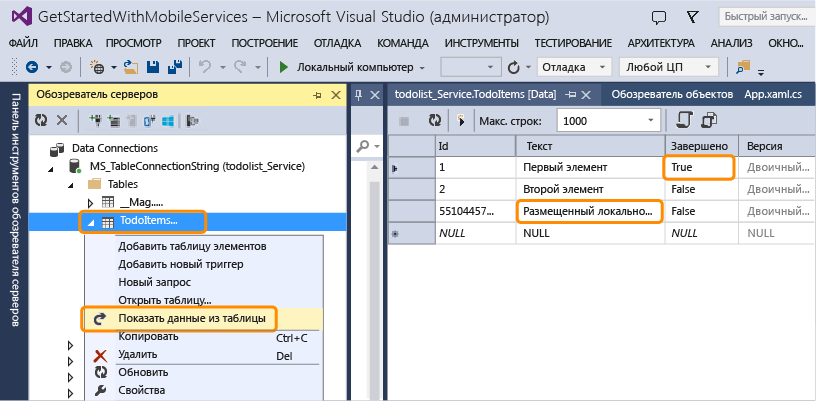 GetStartedWithMobileServices – Microsoft Visual Studio (администратор)
Быстрый запуск...
ФАЙЛ ПРАВКА ПРОСМОТР ПРОЕКТ ПОСТРОЕНИЕ ОТЛАДКА КОМАНДА ИНСТРУМЕНТЫ ТЕСТИРОВАНИЕ АРХИТЕКТУРА АНАЛИЗ ОКНО...
Локальный компьютер Отладка Любой ЦП
Панель инструментов обозревателя серверов
Обозреватель серверов
Data Connections
MS_TableConnectionString (todolist_Service)
Tables
__Mag.....
TodoItems...
Добавить таблицу элементов
Добавить новый триггер
Новый запрос
Открыть таблицу...
Показать данные из таблицы
Копировать Ctrl+C
Удалить Del
Обновить
Свойства
todolist_Service.TodoItems [Data] Обозреватель объектов App.xaml.cs
Макс. строк: 1000
Id Текст Завершено Версия
1 Первый элемент True Двоичный...
2 Второй элемент False Двоичный...
55104457... Размещенный локально... False Двоичный...
NULL NULL NULL NULL